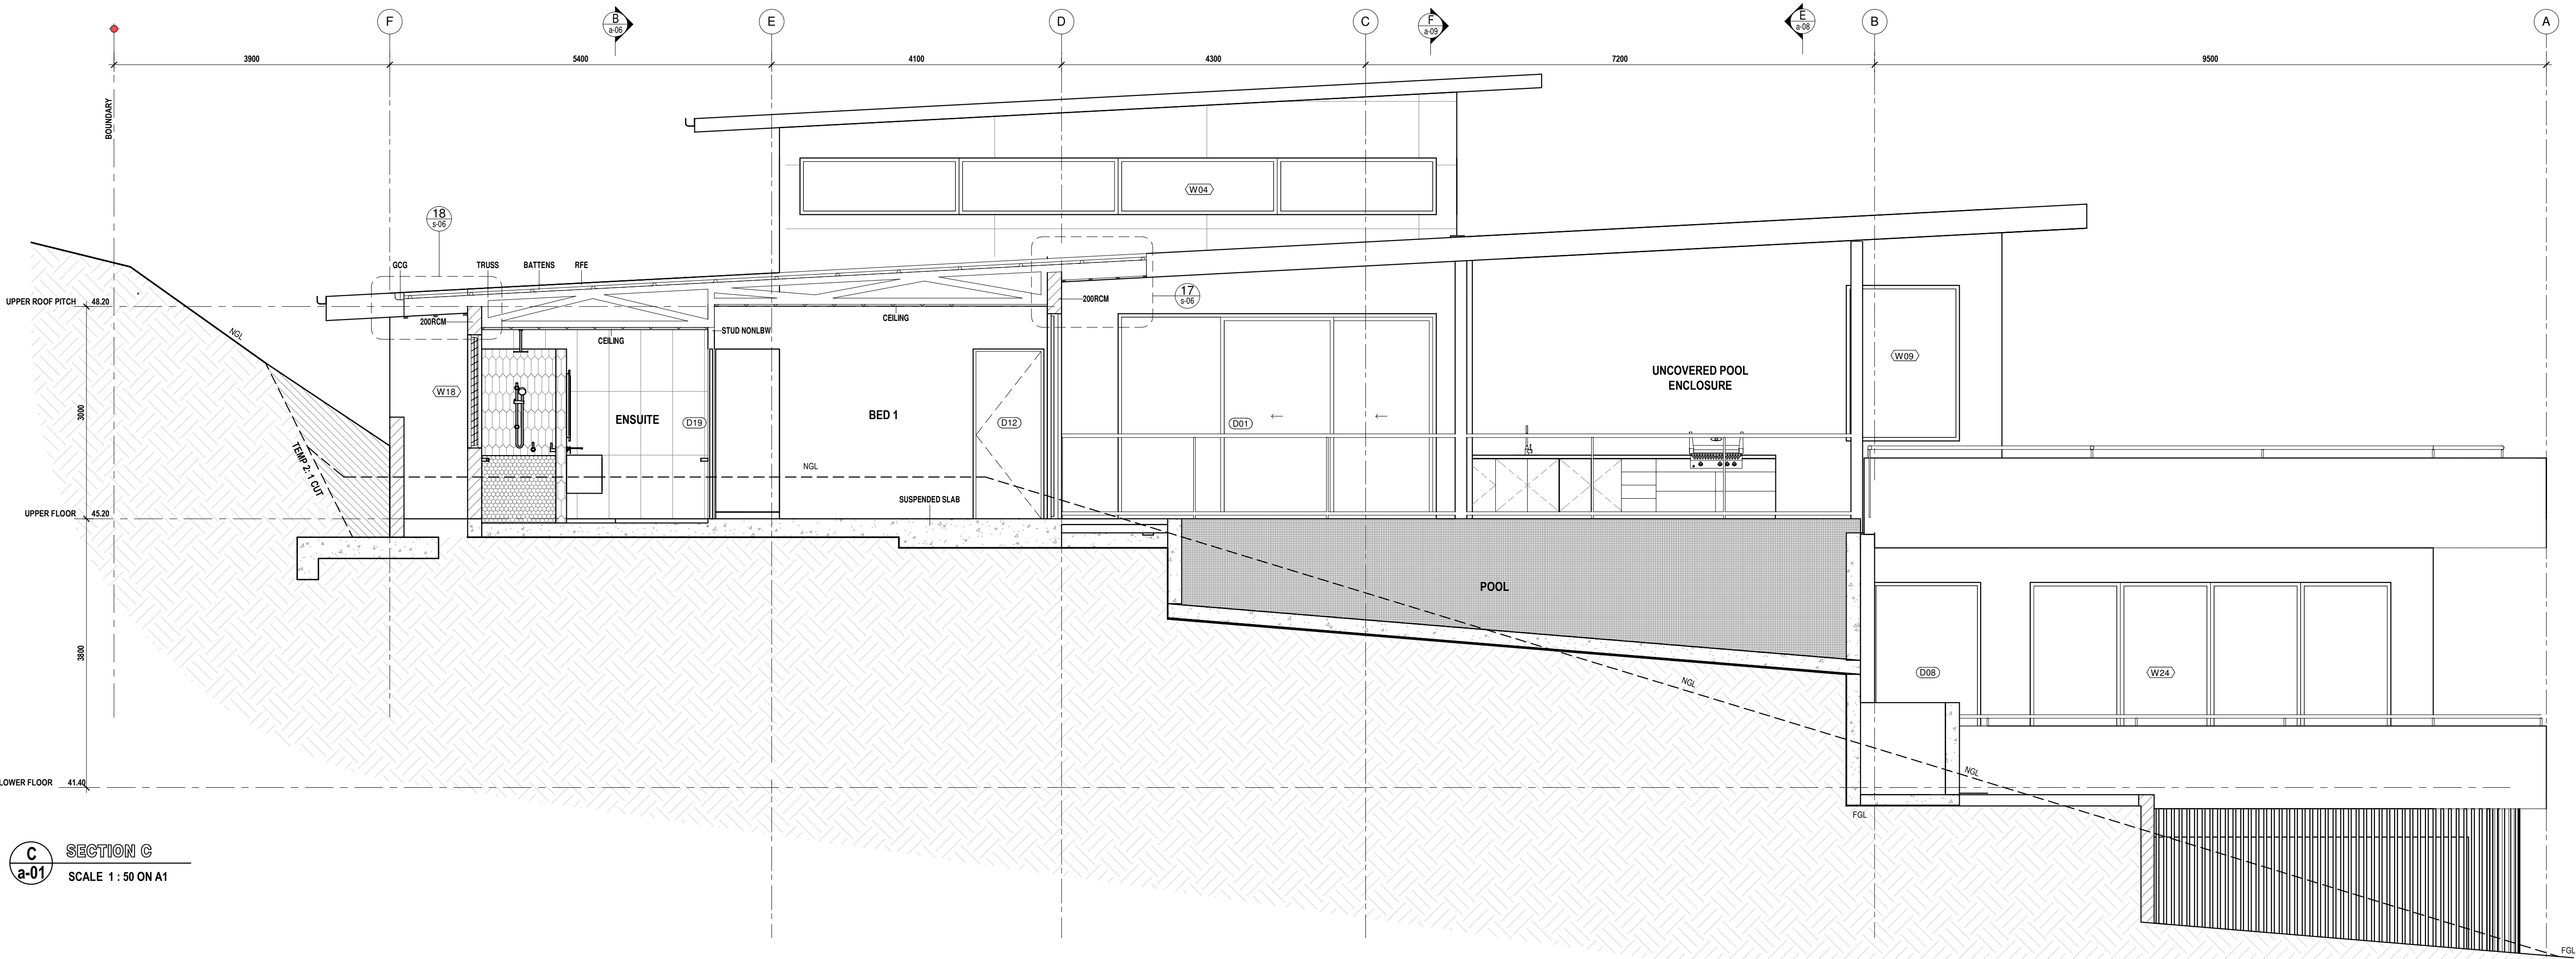 F
B
a-06
E
D
C
F
a-09
E
a-08
B
A
3900
5400
4100
4300
7200
9500
BOUNDARY
W04
18
s-06
GCG
TRUSS
BATTENS
RFE
UPPER ROOF PITCH 48.20
200RCM
17
s-06
200RCM
CEILING
STUD NONLBW
CEILING
NGL
W09
UNCOVERED POOL
ENCLOSURE
W18
3000
ENSUITE
D19
BED 1
D12
D01
TEMP 2: 1 CUT
NGL
SUSPENDED SLAB
UPPER FLOOR 45.20
POOL
3800
NGL
D08
W24
NGL
LOWER FLOOR 41.40
FGL
C
a-01
SECTION C
SCALE 1 : 50 ON A1
FGL